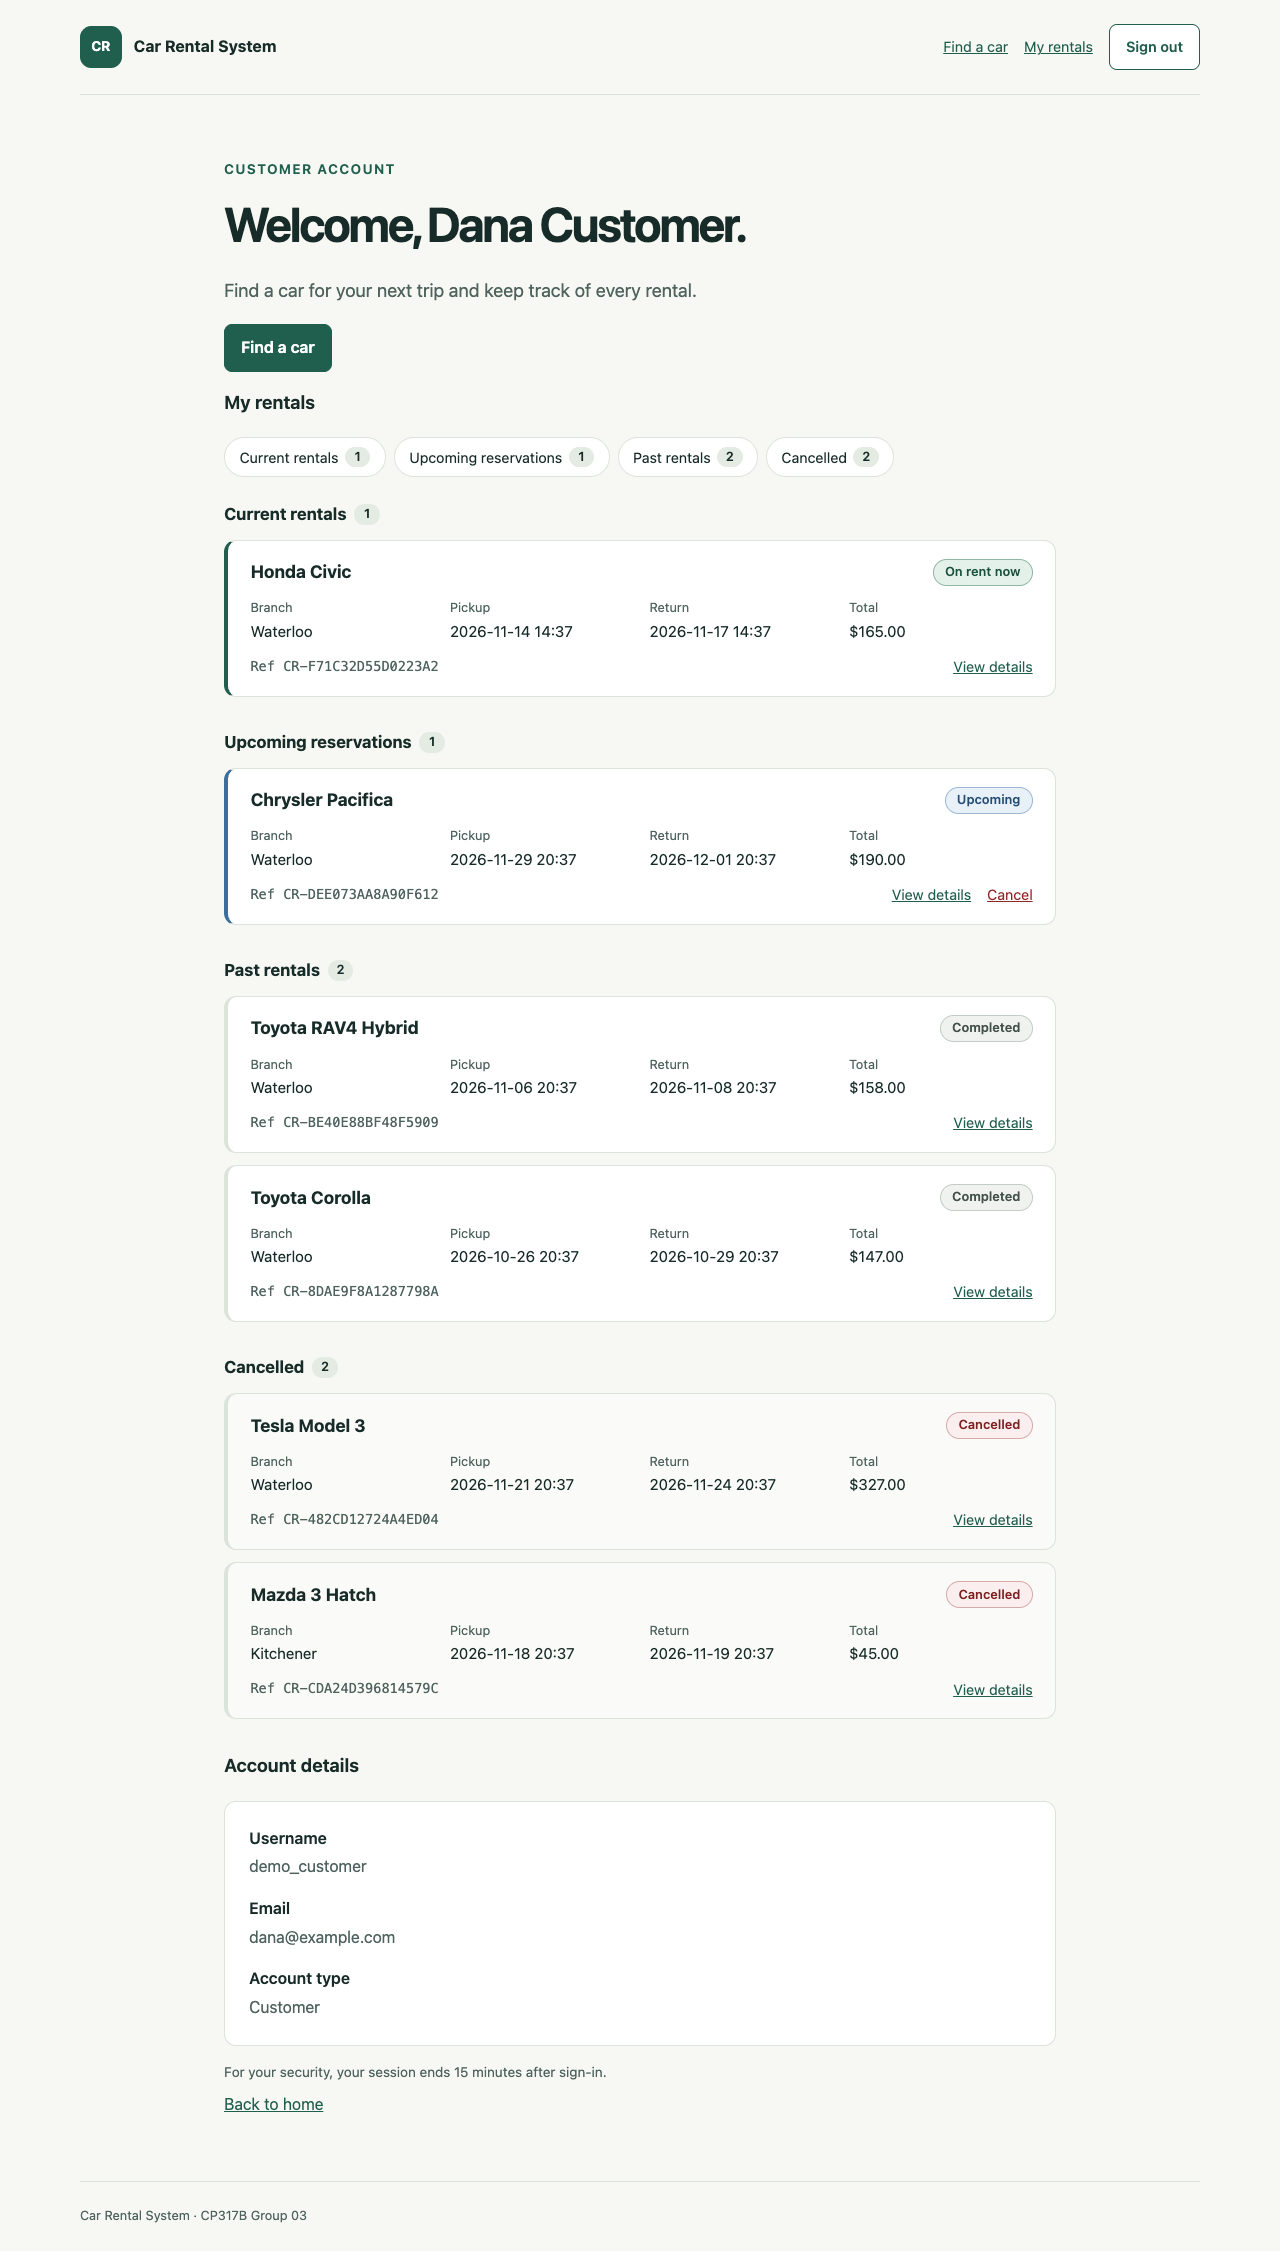 CR Car Rental System Find a car My rentals Sign out
CUSTOMER ACCOUNT
Welcome, Dana Customer.
Find a car for your next trip and keep track of every rental.
Find a car
My rentals
Current rentals 1 Upcoming reservations 1 Past rentals 2 Cancelled 2
Current rentals 1
Honda Civic On rent now
Branch Pickup Return Total
Waterloo 2026-11-14 14:37 2026-11-17 14:37 $165.00
Ref CR-F71C32D55D0223A2 View details
Upcoming reservations 1
Chrysler Pacifica Upcoming
Branch Pickup Return Total
Waterloo 2026-11-29 20:37 2026-12-01 20:37 $190.00
Ref CR-DEE073AA8A90F612 View details Cancel
Past rentals 2
Toyota RAV4 Hybrid Completed
Branch Pickup Return Total
Waterloo 2026-11-06 20:37 2026-11-08 20:37 $158.00
Ref CR-BE40E88BF48F5909 View details
Toyota Corolla Completed
Branch Pickup Return Total
Waterloo 2026-10-26 20:37 2026-10-29 20:37 $147.00
Ref CR-8DAE9F8A1287798A View details
Cancelled 2
Tesla Model 3 Cancelled
Branch Pickup Return Total
Waterloo 2026-11-21 20:37 2026-11-24 20:37 $327.00
Ref CR-482CD12724A4ED04 View details
Mazda 3 Hatch Cancelled
Branch Pickup Return Total
Kitchener 2026-11-18 20:37 2026-11-19 20:37 $45.00
Ref CR-CDA24D396814579C View details
Account details
Username
demo_customer
Email
dana@example.com
Account type
Customer
For your security, your session ends 15 minutes after sign-in.
Back to home
Car Rental System · CP317B Group 03